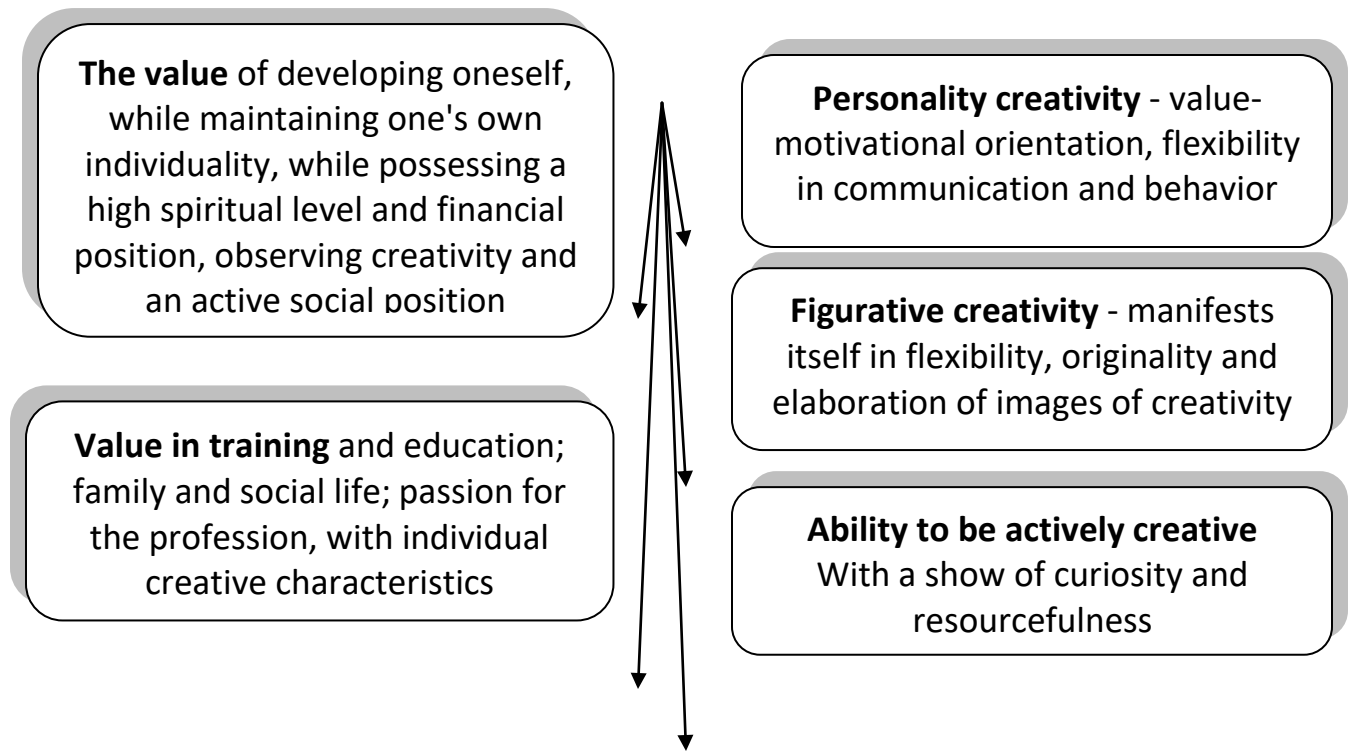 The value of developing oneself,
while maintaining one's own
individuality, while possessing a
high spiritual level and financial
position, observing creativity and
an active social position
Value in training and education;
family and social life; passion for
the profession, with individual
creative characteristics
Personality creativity - value-
motivational orientation, flexibility
in communication and behavior
Figurative creativity - manifests
itself in flexibility, originality and
elaboration of images of creativity
Ability to be actively creative
With a show of curiosity and
resourcefulness